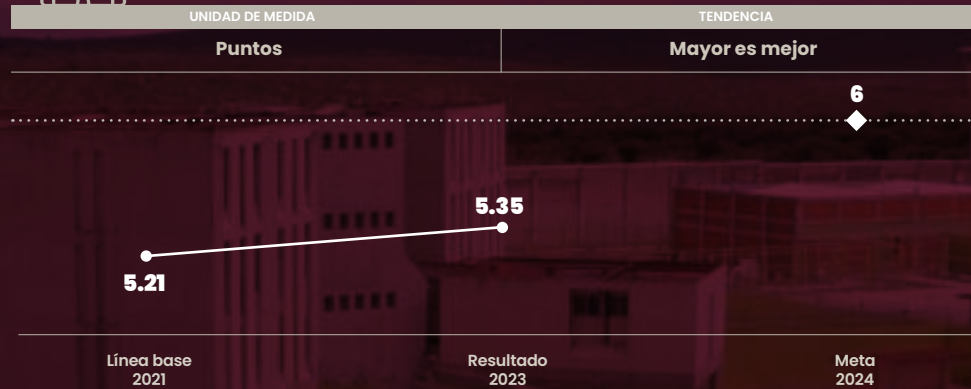 UNIDAD DE MEDIDA
TENDENCIA
Puntos
Mayor es mejor
6
5.35
5.21
Línea base
2021
Resultado
2023
Meta
2024